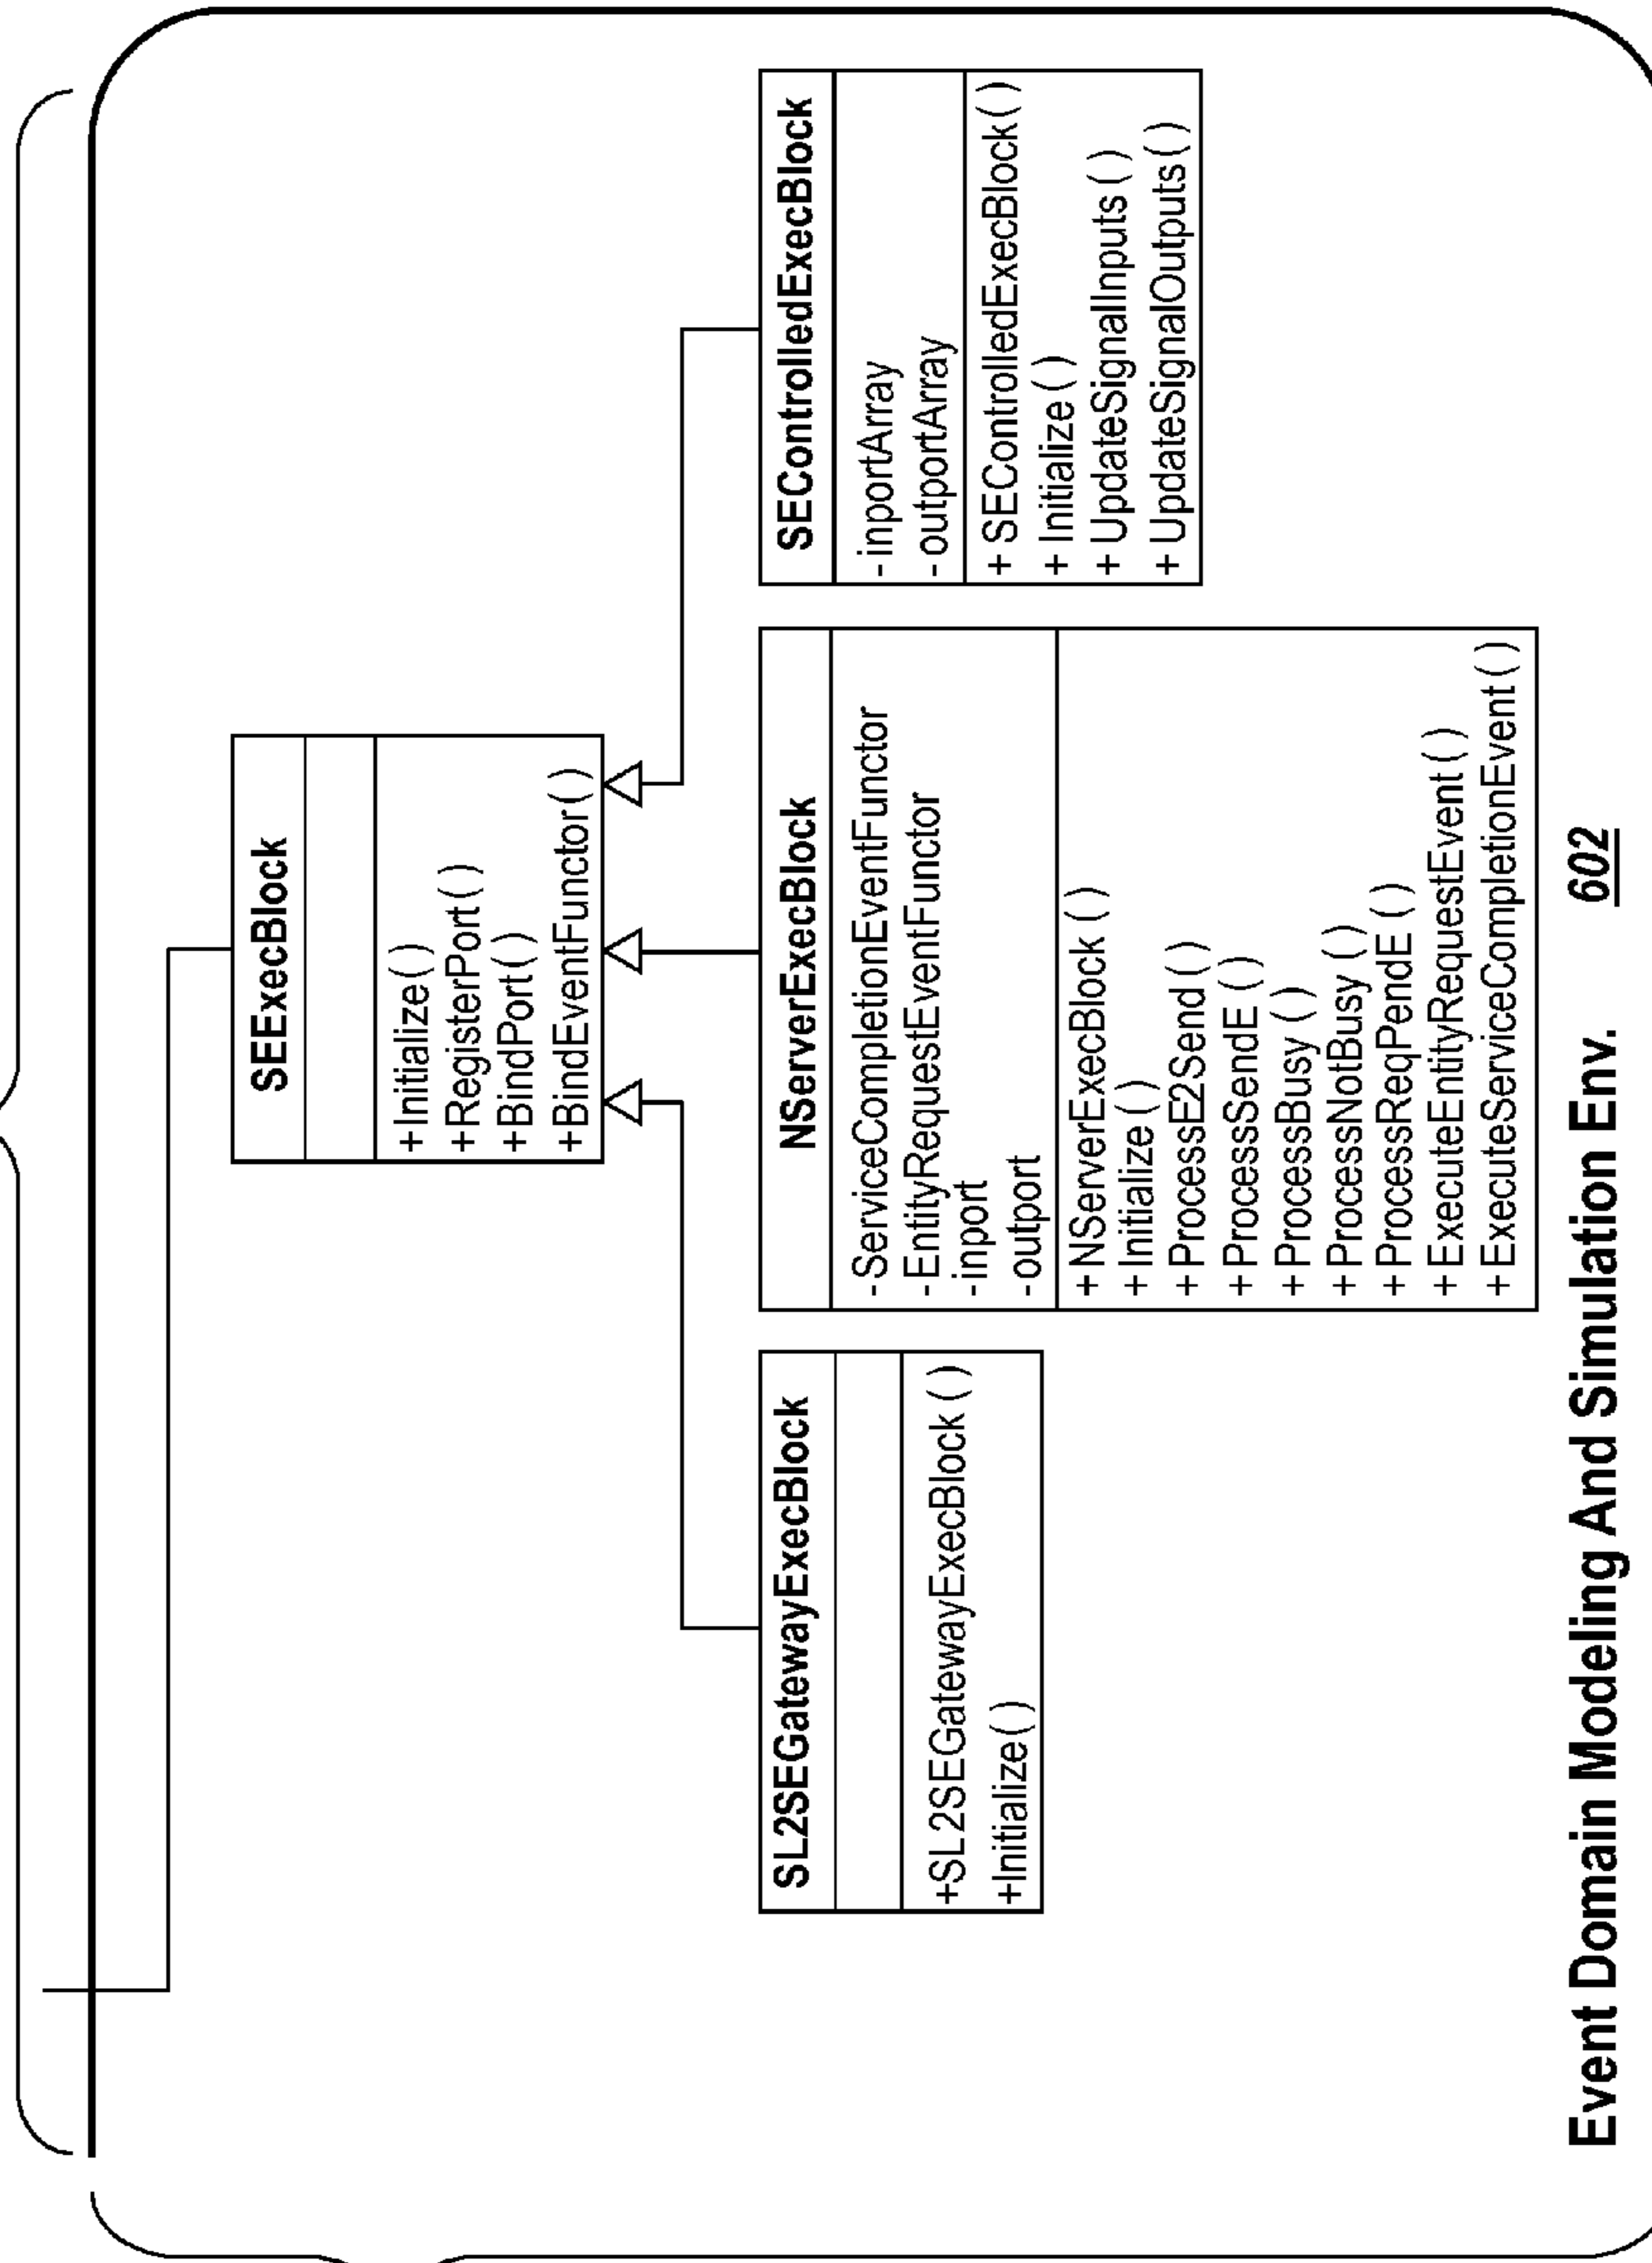 SEExecBlock
+Initialize ( )
+RegisterPort ( )
+BindPort ( )
+BindEventFunctor ( )
SL2SEGatewayExecBlock
+SL2SEGatewayExecBlock ( )
+Initialize ( )
NServerExecBlock
- ServiceCompletionEventFunctor
- EntityRequestEventFunctor
- inport
- outport
+ NServerExecBlock ( )
+ Initialize ( )
+ ProcessE2Send ( )
+ ProcessSendE ( )
+ ProcessBusy ( )
+ ProcessNotBusy ( )
+ ProcessReqPendE ( )
+ ExecuteEntityRequestEvent ( )
+ ExecuteServiceCompletionEvent ( )
SEControlledExecBlock
- inportArray
- outportArray
+ SEControlledExecBlock ( )
+ Initialize ( )
+ UpdateSignalInputs ( )
+ UpdateSignalOutputs ( )
Event Domain Modeling And Simulation Env. 602